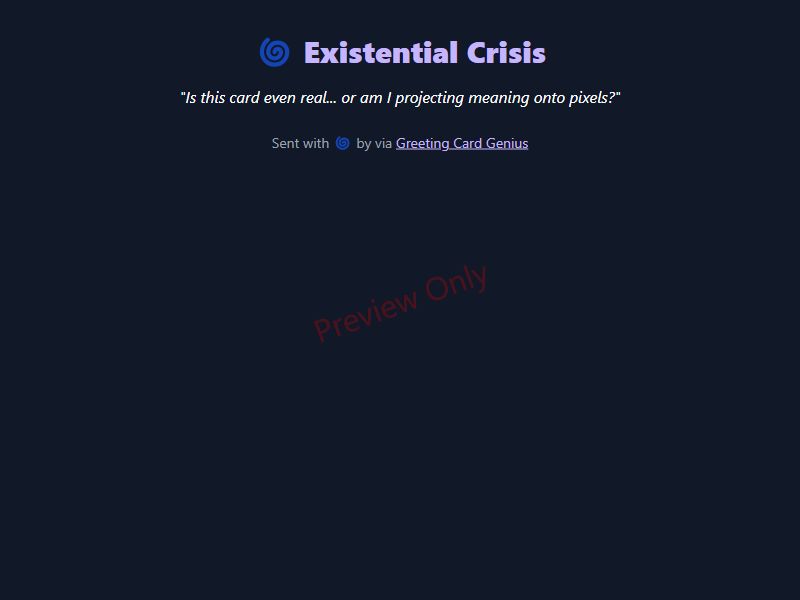 🌀 Existential Crisis
"Is this card even real... or am I projecting meaning onto pixels?"
Sent with 🌀 by via Greeting Card Genius
Preview Only